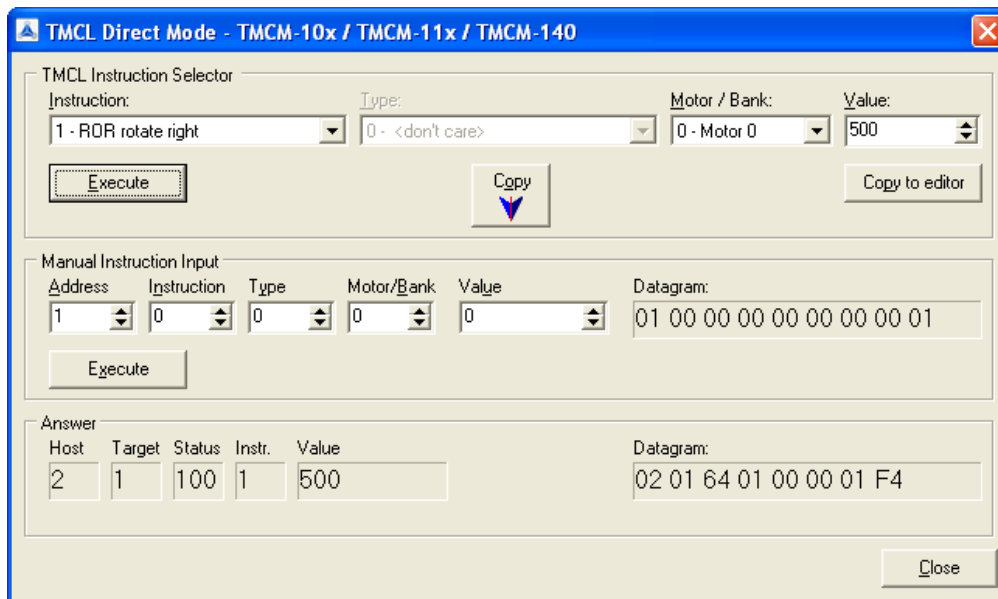 TMCL Direct Mode - TMCM-10x / TMCM-11x / TMCM-140
TMCL Instruction Selector
Instruction: Type: Motor / Bank: Value:
1 - ROR rotate right 0 - <don't care> 0 - Motor 0 500
Execute Copy Copy to editor
Manual Instruction Input
Address Instruction Type Motor/Bank Value Datagram:
1 0 0 0 0 01 00 00 00 00 00 00 00 01
Execute
Answer
Host Target Status Instr. Value Datagram:
2 1 100 1 500 02 01 64 01 00 00 01 F4
Close